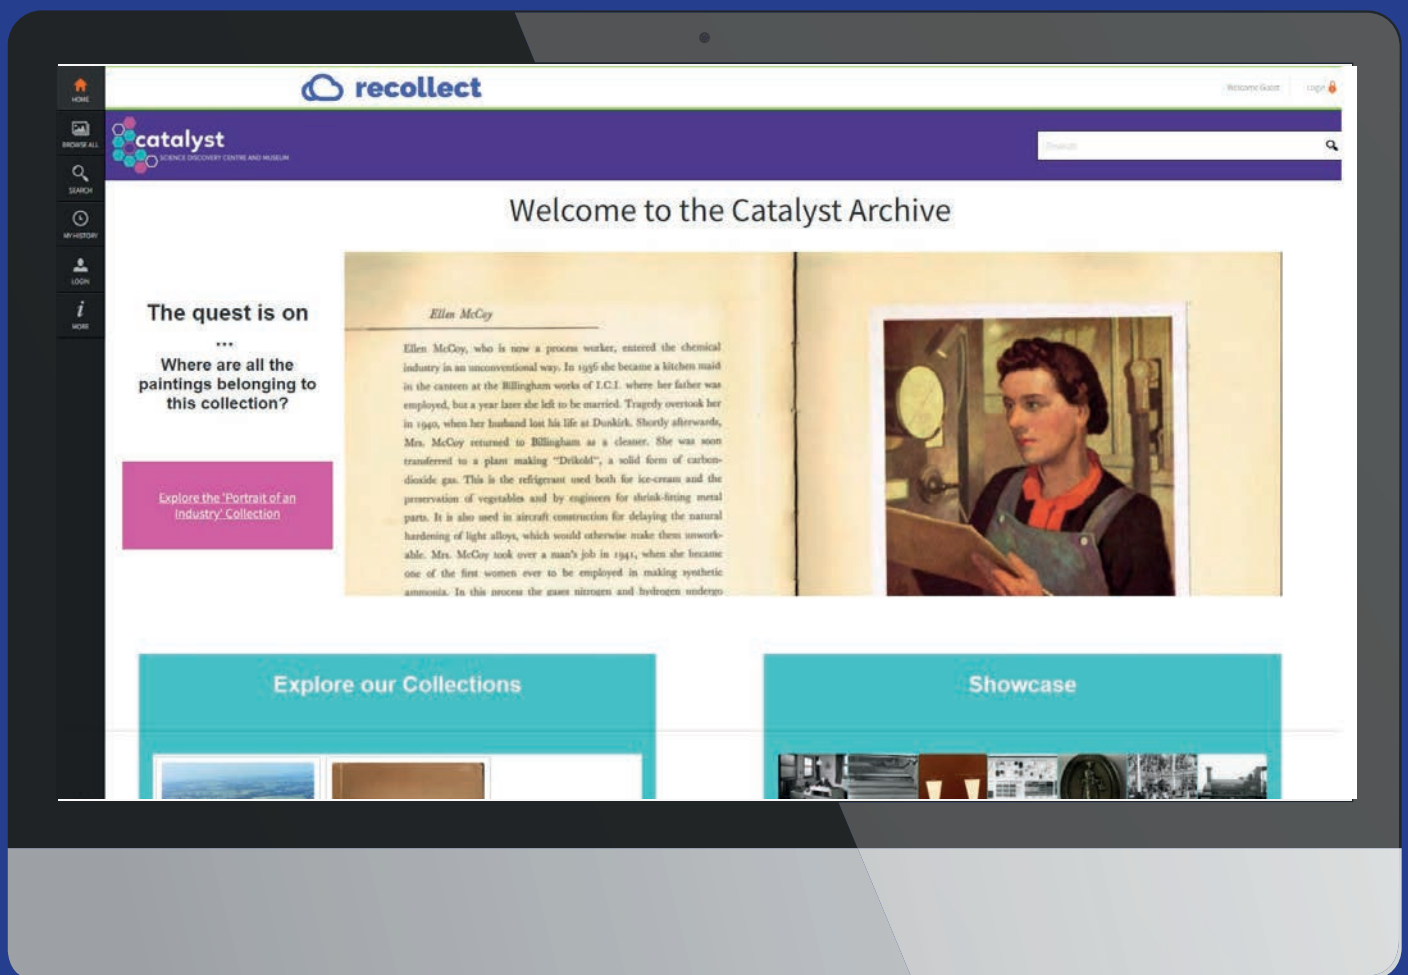 recollect
Welcome Guest
Login
HOME
BROWSE ALL
SEARCH
MY HISTORY
LOGIN
MORE
catalyst
SCIENCE DISCOVERY CENTRE AND MUSEUM
Search
Welcome to the Catalyst Archive
The quest is on
...
Where are all the
paintings belonging to
this collection?
Explore the 'Portrait of an
Industry' Collection
Ellen McCoy
Ellen McCoy, who is now a process worker, entered the chemical
industry in an unconventional way. In 1936 she became a kitchen maid
in the canteen at the Billingham works of I.C.I. where her father was
employed, but a year later she left to be married. Tragedy overtook her
in 1940, when her husband lost his life at Dunkirk. Shortly afterwards,
Mrs. McCoy returned to Billingham as a cleaner. She was soon
transferred to a plant making "Drikold", a solid form of carbon-
dioxide gas. This is the refrigerant used both for ice-cream and the
preservation of vegetables and by engineers for shrink-fitting metal
parts. It is also used in aircraft construction for delaying the natural
hardening of light alloys, which would otherwise make them unwork-
able. Mrs. McCoy took over a man's job in 1941, when she became
one of the first women ever to be employed in making synthetic
ammonia. In this process the gases nitrogen and hydrogen undergo
Explore our Collections
Showcase